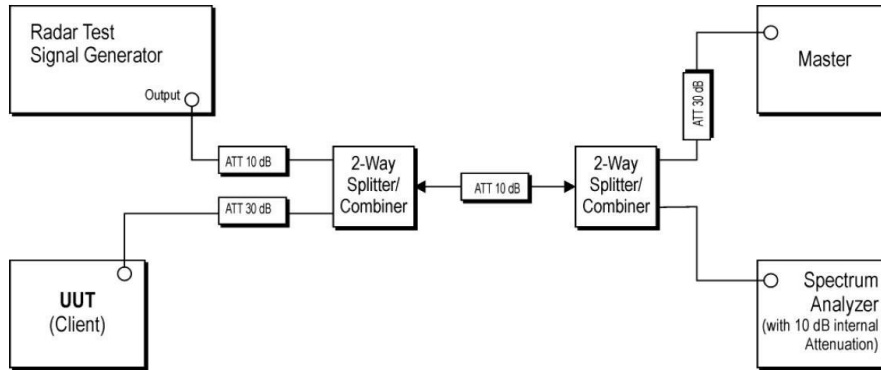 Radar Test
Signal Generator
Output
ATT 10 dB
ATT 30 dB
2-Way
Splitter/
Combiner
ATT 10 dB
2-Way
Splitter/
Combiner
ATT 30 dB
Master
UUT
(Client)
Spectrum
Analyzer
(with 10 dB internal
Attenuation)